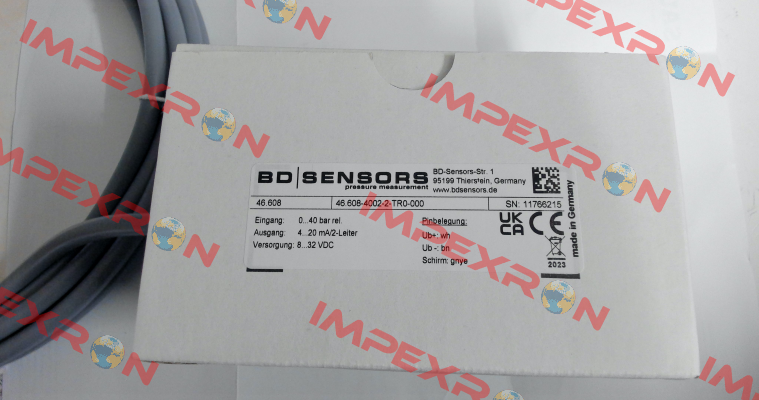 BD|SENSORS
pressure measurement
BD-Sensors-Str. 1
95199 Thierstein, Germany
www.bdsensors.de
46.608 46.608-4002-2-TR0-000 SN: 11766215
Eingang: 0...40 bar rel.
Ausgang: 4...20 mA/2-Leiter
Versorgung: 8...32 VDC
Pinbelegung:
Ub+: wh
Ub -: bn
Schirm: gnye
UK
CA
CE
2023
made in Germany
IMPEXRON
IMPEXRON
IMPEXRON
IMPEXRON
IMPEXRON
IMPEXRON
IMPEXRON
IMPEXRON
IMPEXRON